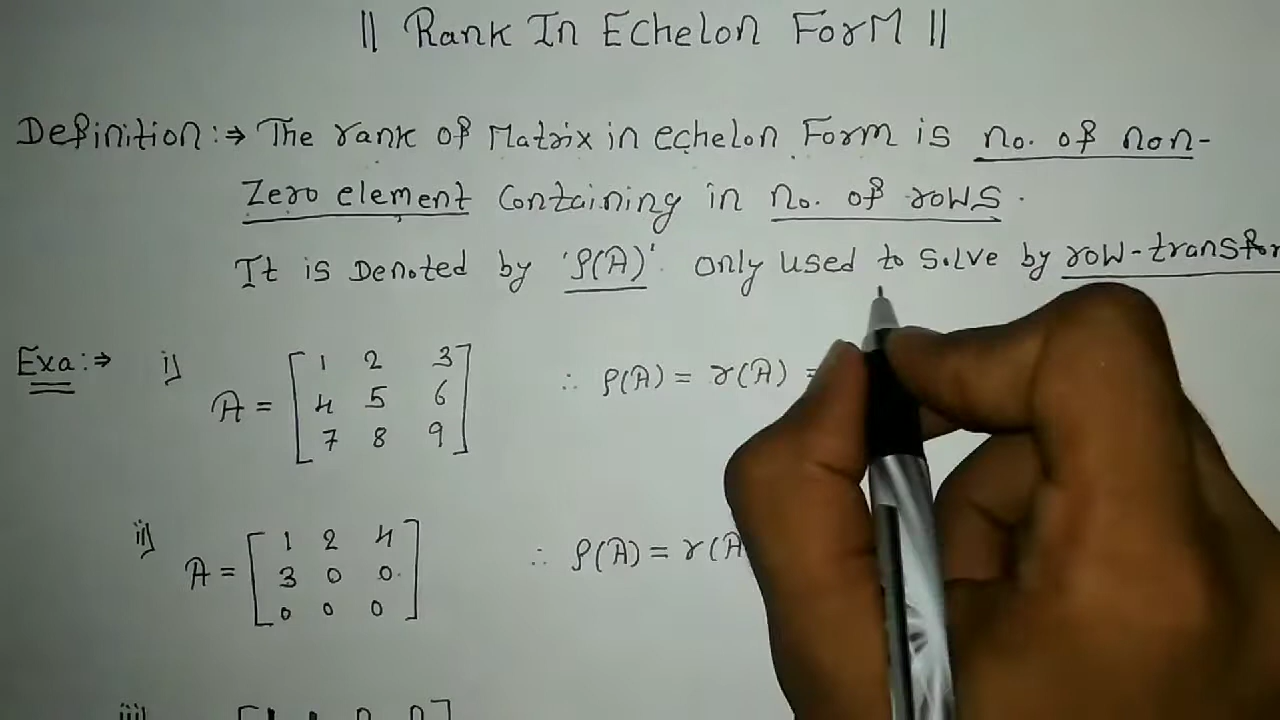 || Rank In Echelon Form ||
Definition :⇒ The rank of Matrix in echelon Form is no. of non-
Zero element Containing in no. of rows.
It is Denoted by 'ρ(A)'. only used to solve by row-transfor
Exa :⇒ i) A = [ 1 2 3
4 5 6
7 8 9 ] ∴ ρ(A) = r(A) =
ii) A = [ 1 2 4
3 0 0
0 0 0 ] ∴ ρ(A) = r(A
iii)